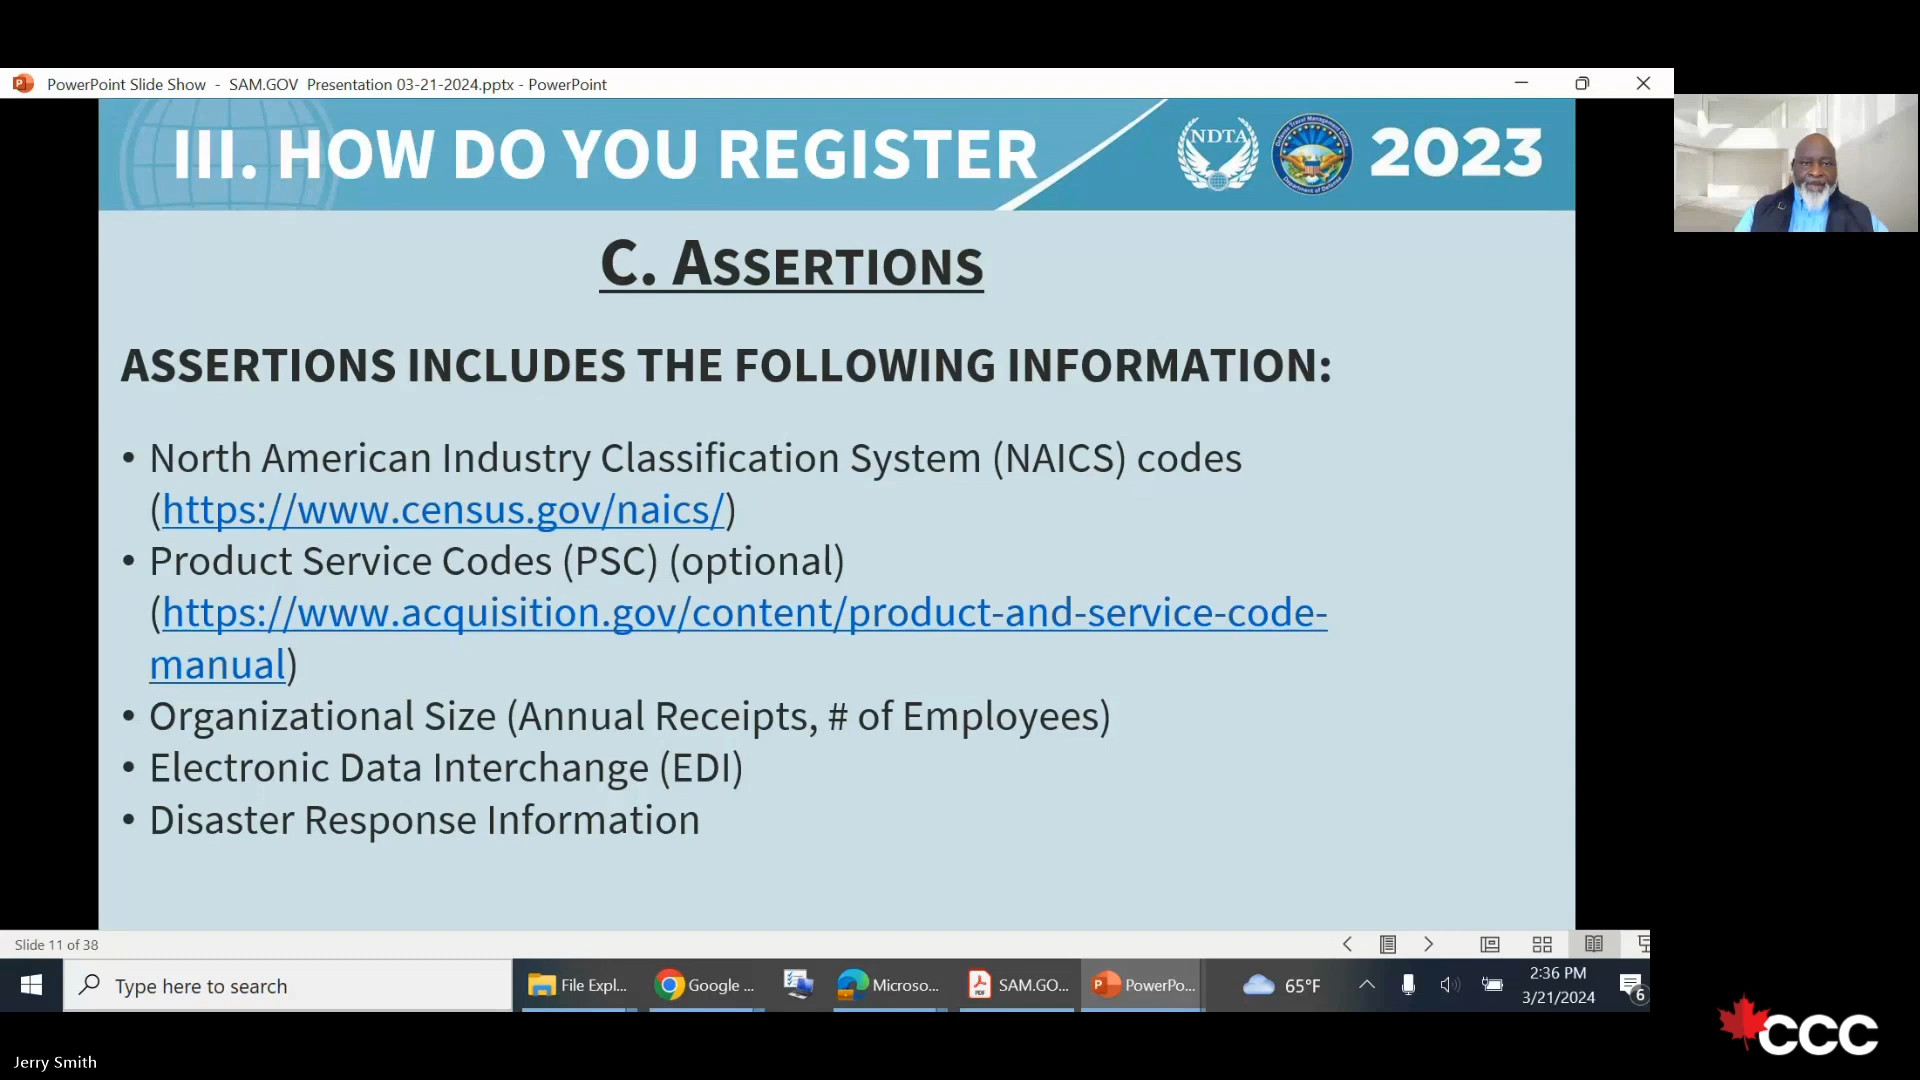 PowerPoint Slide Show - SAM.GOV Presentation 03-21-2024.pptx - PowerPoint
III. HOW DO YOU REGISTER
NDTA
2023
C. ASSERTIONS
ASSERTIONS INCLUDES THE FOLLOWING INFORMATION:
• North American Industry Classification System (NAICS) codes
(https://www.census.gov/naics/)
• Product Service Codes (PSC) (optional)
(https://www.acquisition.gov/content/product-and-service-code-
manual)
• Organizational Size (Annual Receipts, # of Employees)
• Electronic Data Interchange (EDI)
• Disaster Response Information
Slide 11 of 38
Type here to search
File Expl...
Google ...
Microso...
SAM.GO...
PowerPo...
65°F
2:36 PM
3/21/2024
6
CCC
Jerry Smith